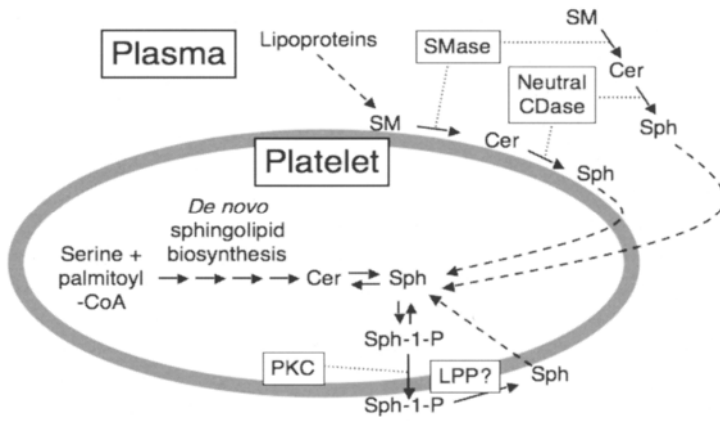 SM
Lipoproteins
SMase
Plasma
Cer
Neutral
CDase
SM
Sph
Cer
Platelet
Sph
De novo
sphingolipid
biosynthesis
Serine +
palmitoyl
-CoA
Cer
Sph
Sph-1-P
PKC
LPP?
Sph
Sph-1-P